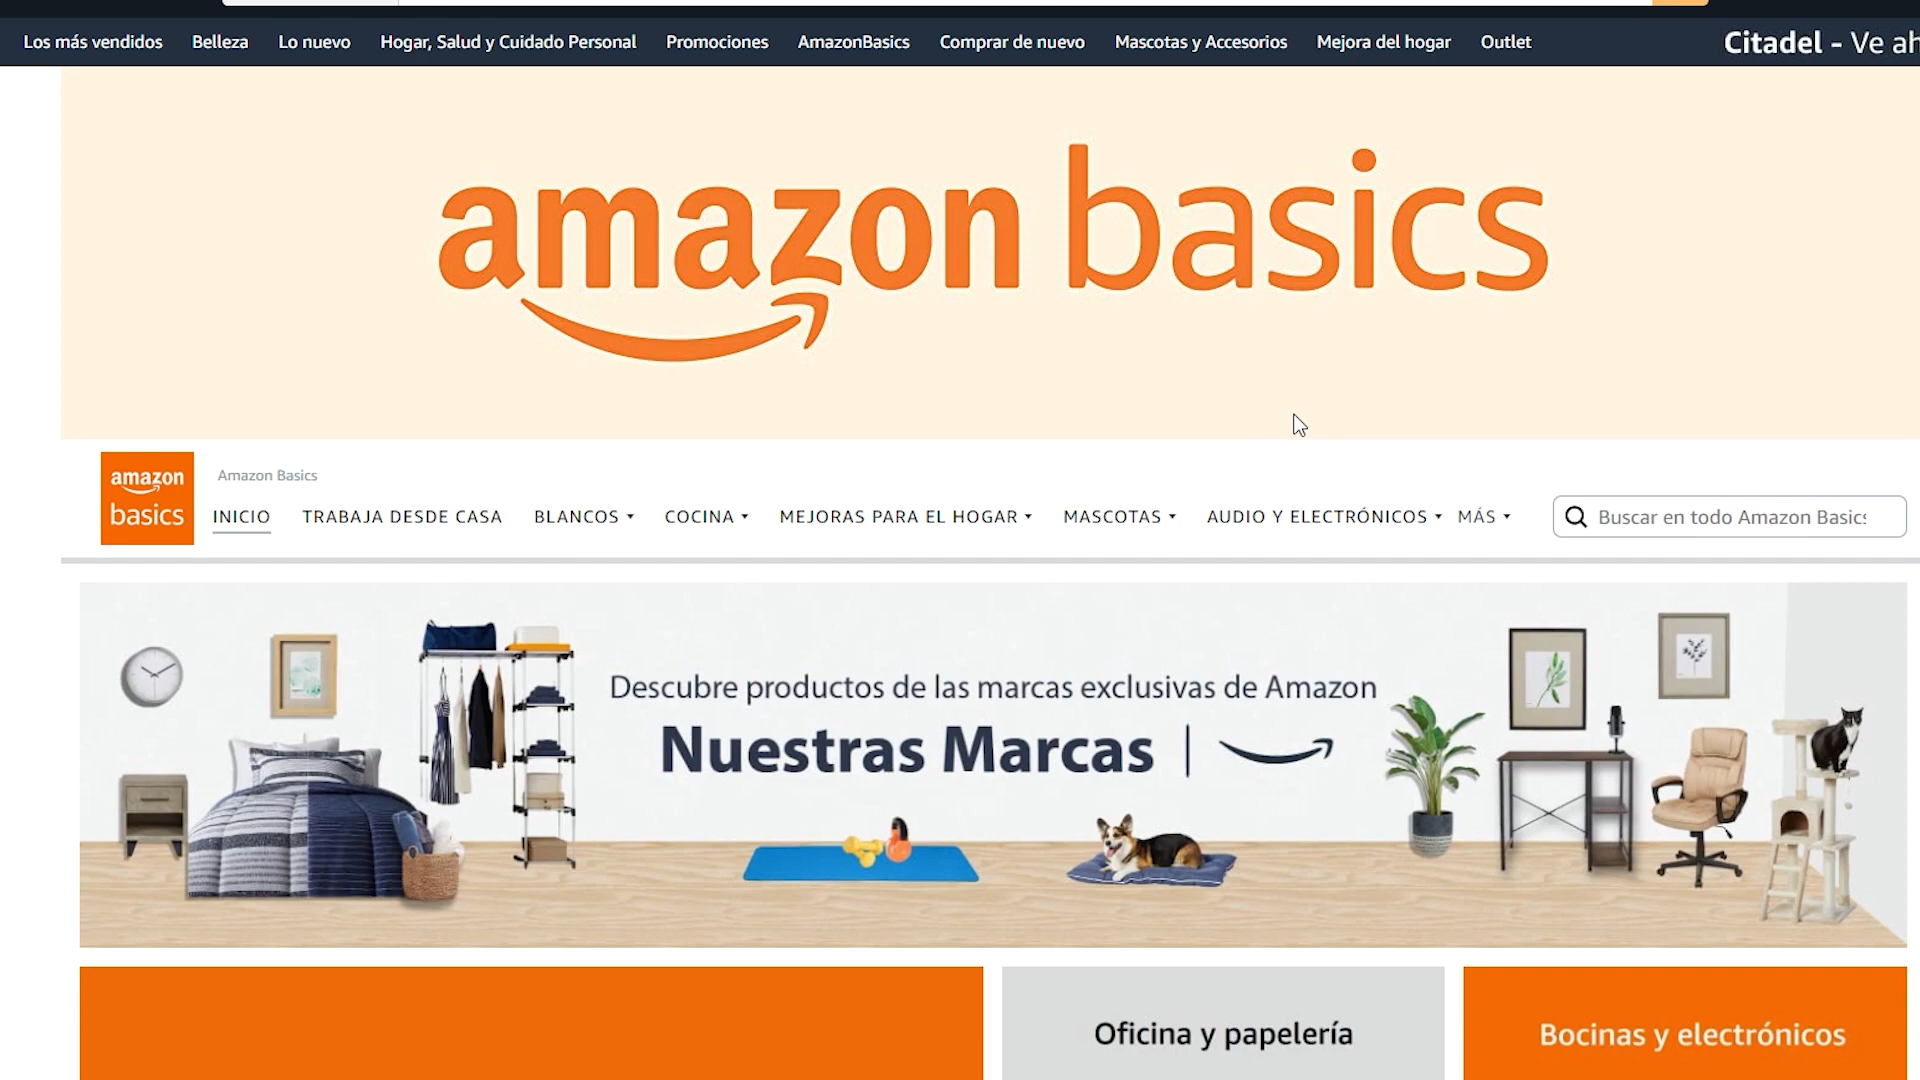 Los más vendidos Belleza Lo nuevo Hogar, Salud y Cuidado Personal Promociones AmazonBasics Comprar de nuevo Mascotas y Accesorios Mejora del hogar Outlet Citadel - Ve ah
amazon basics
amazon basics
Amazon Basics
INICIO TRABAJA DESDE CASA BLANCOS COCINA MEJORAS PARA EL HOGAR MASCOTAS AUDIO Y ELECTRÓNICOS MÁS Buscar en todo Amazon Basics
Descubre productos de las marcas exclusivas de Amazon
Nuestras Marcas |
Oficina y papelería Bocinas y electrónicos